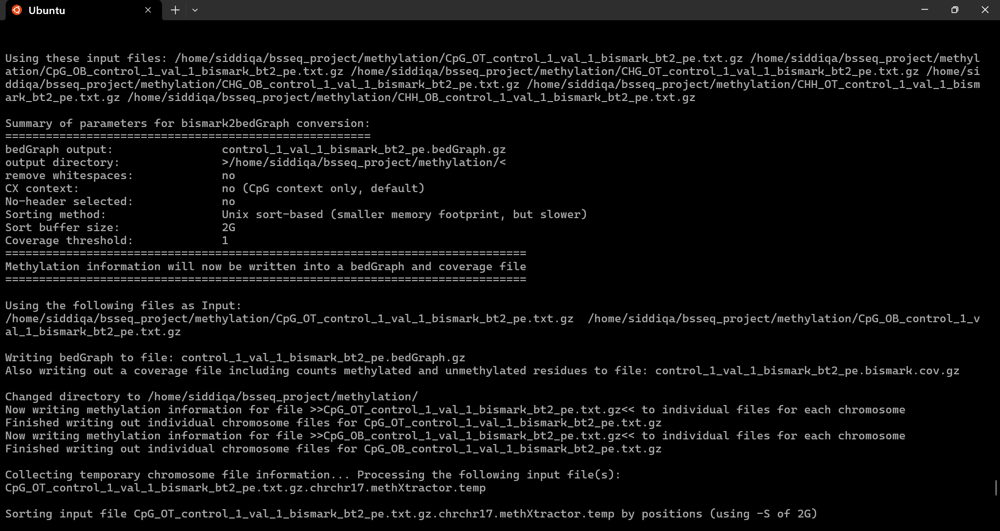 Ubuntu
Using these input files: /home/siddiqa/bsseq_project/methylation/CpG_OT_control_1_val_1_bismark_bt2_pe.txt.gz /home/siddiqa/bsseq_project/methyl
ation/CpG_OB_control_1_val_1_bismark_bt2_pe.txt.gz /home/siddiqa/bsseq_project/methylation/CHG_OT_control_1_val_1_bismark_bt2_pe.txt.gz /home/si
ddiqa/bsseq_project/methylation/CHG_OB_control_1_val_1_bismark_bt2_pe.txt.gz /home/siddiqa/bsseq_project/methylation/CHH_OT_control_1_val_1_bism
ark_bt2_pe.txt.gz /home/siddiqa/bsseq_project/methylation/CHH_OB_control_1_val_1_bismark_bt2_pe.txt.gz
Summary of parameters for bismark2bedGraph conversion:
======================================================
bedGraph output: control_1_val_1_bismark_bt2_pe.bedGraph.gz
output directory: >/home/siddiqa/bsseq_project/methylation/<
remove whitespaces: no
CX context: no (CpG context only, default)
No-header selected: no
Sorting method: Unix sort-based (smaller memory footprint, but slower)
Sort buffer size: 2G
Coverage threshold: 1
=============================================================================
Methylation information will now be written into a bedGraph and coverage file
=============================================================================
Using the following files as Input:
/home/siddiqa/bsseq_project/methylation/CpG_OT_control_1_val_1_bismark_bt2_pe.txt.gz  /home/siddiqa/bsseq_project/methylation/CpG_OB_control_1_v
al_1_bismark_bt2_pe.txt.gz
Writing bedGraph to file: control_1_val_1_bismark_bt2_pe.bedGraph.gz
Also writing out a coverage file including counts methylated and unmethylated residues to file: control_1_val_1_bismark_bt2_pe.bismark.cov.gz
Changed directory to /home/siddiqa/bsseq_project/methylation/
Now writing methylation information for file >>CpG_OT_control_1_val_1_bismark_bt2_pe.txt.gz<< to individual files for each chromosome
Finished writing out individual chromosome files for CpG_OT_control_1_val_1_bismark_bt2_pe.txt.gz
Now writing methylation information for file >>CpG_OB_control_1_val_1_bismark_bt2_pe.txt.gz<< to individual files for each chromosome
Finished writing out individual chromosome files for CpG_OB_control_1_val_1_bismark_bt2_pe.txt.gz
Collecting temporary chromosome file information... Processing the following input file(s):
CpG_OT_control_1_val_1_bismark_bt2_pe.txt.gz.chrchr17.methXtractor.temp
Sorting input file CpG_OT_control_1_val_1_bismark_bt2_pe.txt.gz.chrchr17.methXtractor.temp by positions (using -S of 2G)